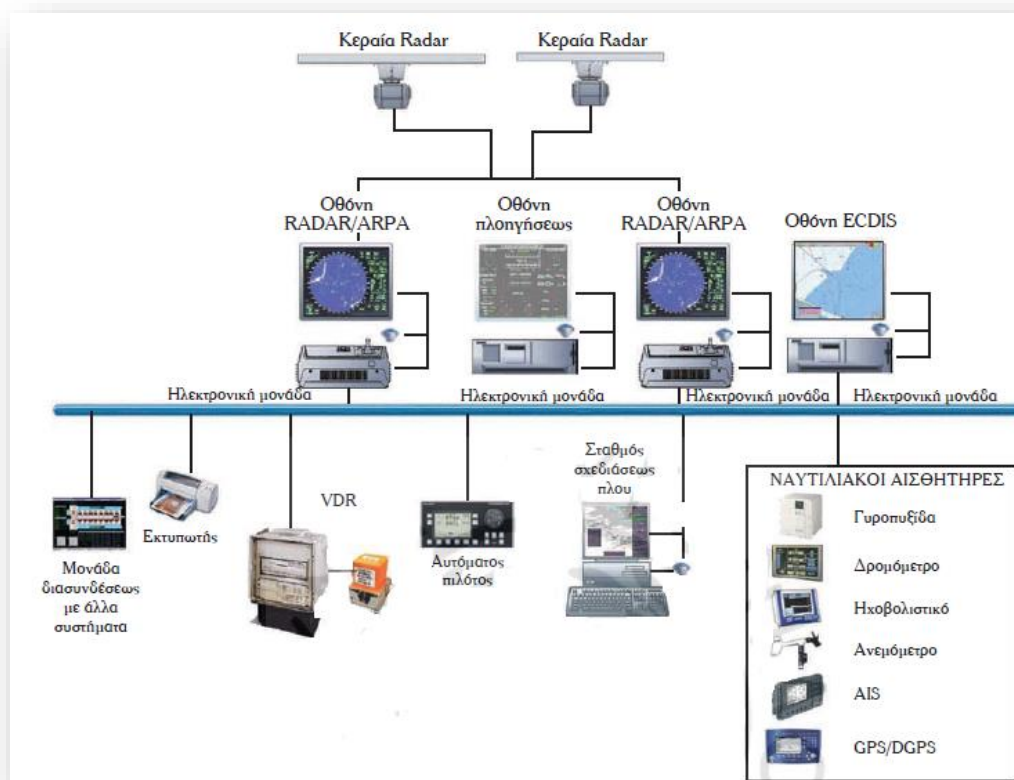 Κεραία Radar
Κεραία Radar
Οθόνη
RADAR/ARPA
Οθόνη
πλοηγήσεως
Οθόνη
RADAR/ARPA
Οθόνη ECDIS
Ηλεκτρονική μονάδα
Ηλεκτρονική μονάδα
Ηλεκτρονική μονάδα
Ηλεκτρονική μονάδα
Μονάδα
διασυνδέσεως
με άλλα
συστήματα
Εκτυπωτής
VDR
Αυτόματος
πιλότος
Σταθμός
σχεδιάσεως
πλου
ΝΑΥΤΙΛΙΑΚΟΙ ΑΙΣΘΗΤΗΡΕΣ
Γυροπυξίδα
Δρομόμετρο
Ηχοβολιστικό
Ανεμόμετρο
AIS
GPS/DGPS